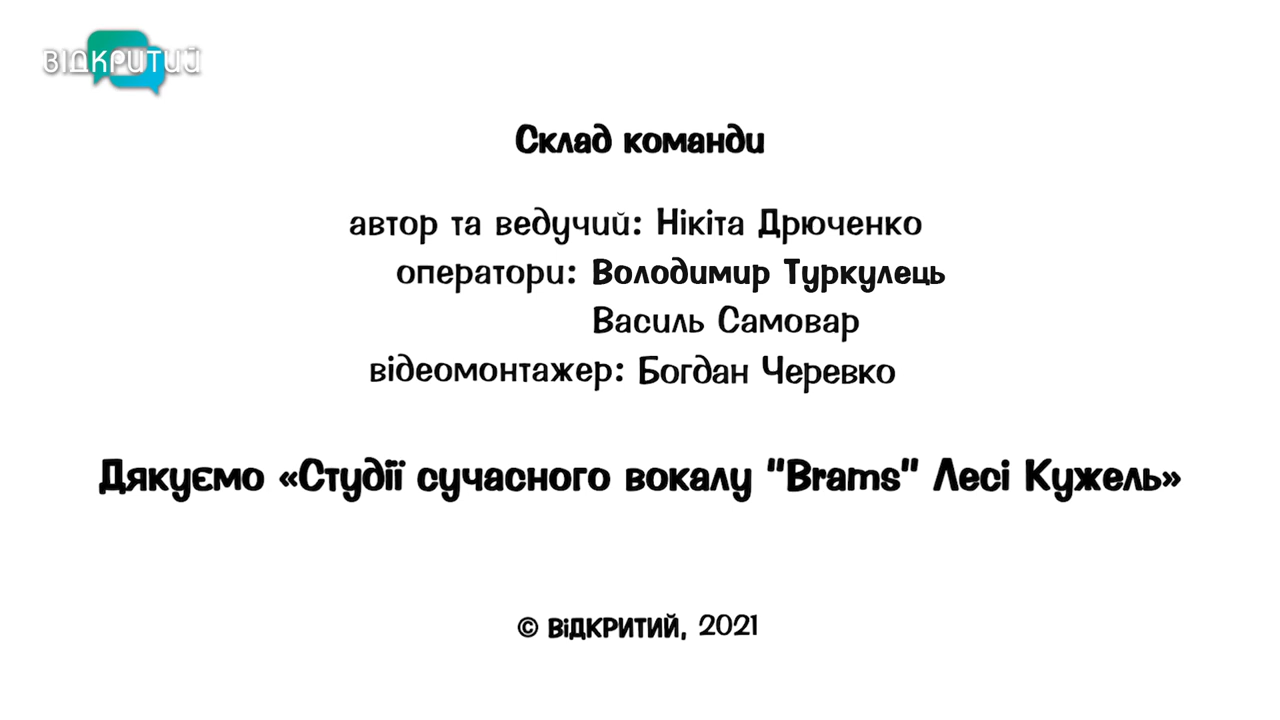 ВІДКРИТИЙ
Склад команди
автор та ведучий: Нікіта Дрюченко
оператори: Володимир Туркулець
Василь Самовар
відеомонтажер: Богдан Черевко
Дякуємо «Студії сучасного вокалу "Brams" Лесі Кужель»
© ВіДКРИТИЙ, 2021